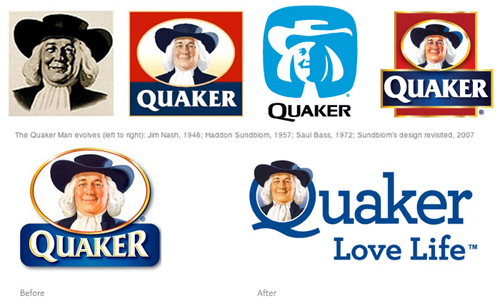 QUAKER
QUAKER®
QUAKER®
The Quaker Man evolves (left to right): Jim Nash, 1946; Haddon Sundblom, 1957; Saul Bass, 1972; Sundblom's design revisited, 2007
QUAKER®
Quaker
Love Life™
Before
After